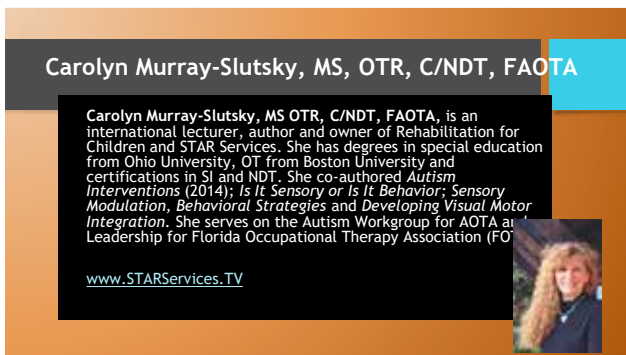 Carolyn Murray-Slutsky, MS, OTR, C/NDT, FAOTA
Carolyn Murray-Slutsky, MS OTR, C/NDT, FAOTA, is an
international lecturer, author and owner of Rehabilitation for
Children and STAR Services. She has degrees in special education
from Ohio University, OT from Boston University and
certifications in SI and NDT. She co-authored Autism
Interventions (2014); Is It Sensory or Is It Behavior; Sensory
Modulation, Behavioral Strategies and Developing Visual Motor
Integration. She serves on the Autism Workgroup for AOTA and
Leadership for Florida Occupational Therapy Association
www.STARServices.TV